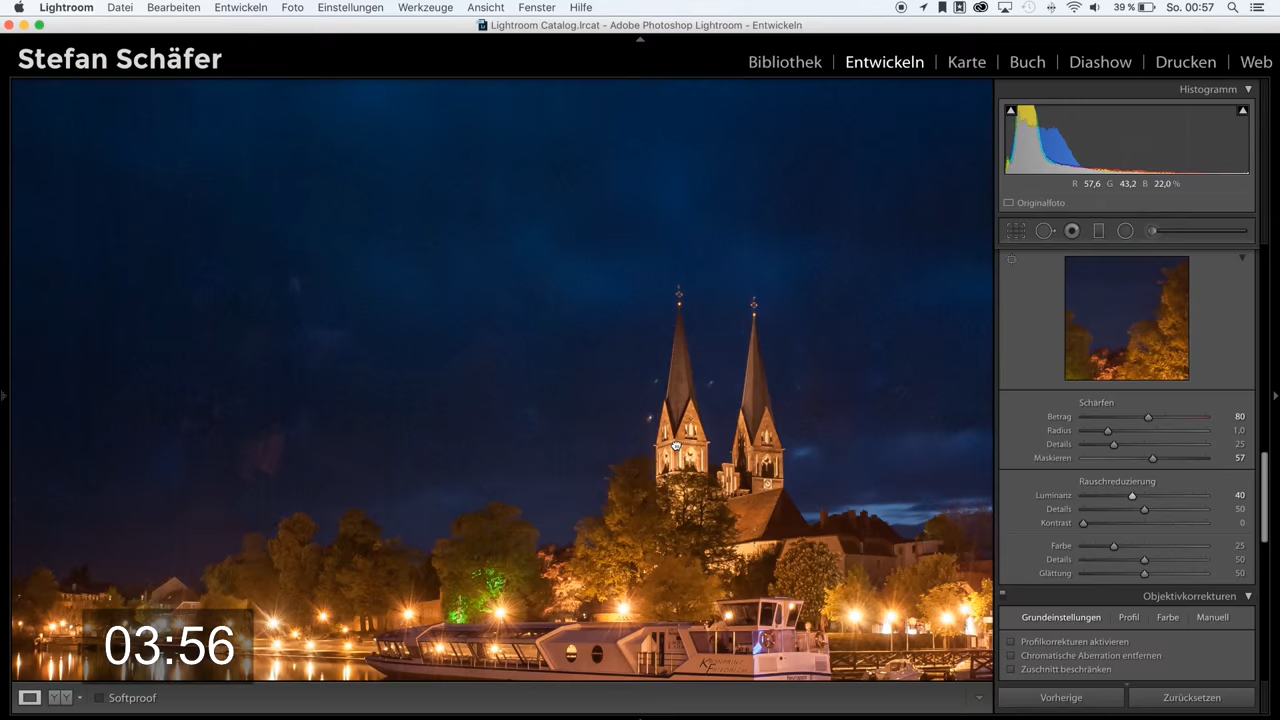 Lightroom Datei Bearbeiten Entwickeln Foto Einstellungen Werkzeuge Ansicht Fenster Hilfe 39 % So. 00:57
Lightroom Catalog.lrcat - Adobe Photoshop Lightroom - Entwickeln
Stefan Schäfer
Bibliothek | Entwickeln | Karte | Buch | Diashow | Drucken | Web
Histogramm
R 57,6 G 43,2 B 22,0 %
Originalfoto
Schärfen
Betrag 80
Radius 1,0
Details 25
Maskieren 57
Rauschreduzierung
Luminanz 40
Details 50
Kontrast 0
Farbe 25
Details 50
Glättung 50
Objektivkorrekturen
Grundeinstellungen Profil Farbe Manuell
Profilkorrekturen aktivieren
Chromatische Aberration entfernen
Zuschnitt beschränken
03:56
Softproof
Vorherige Zurücksetzen